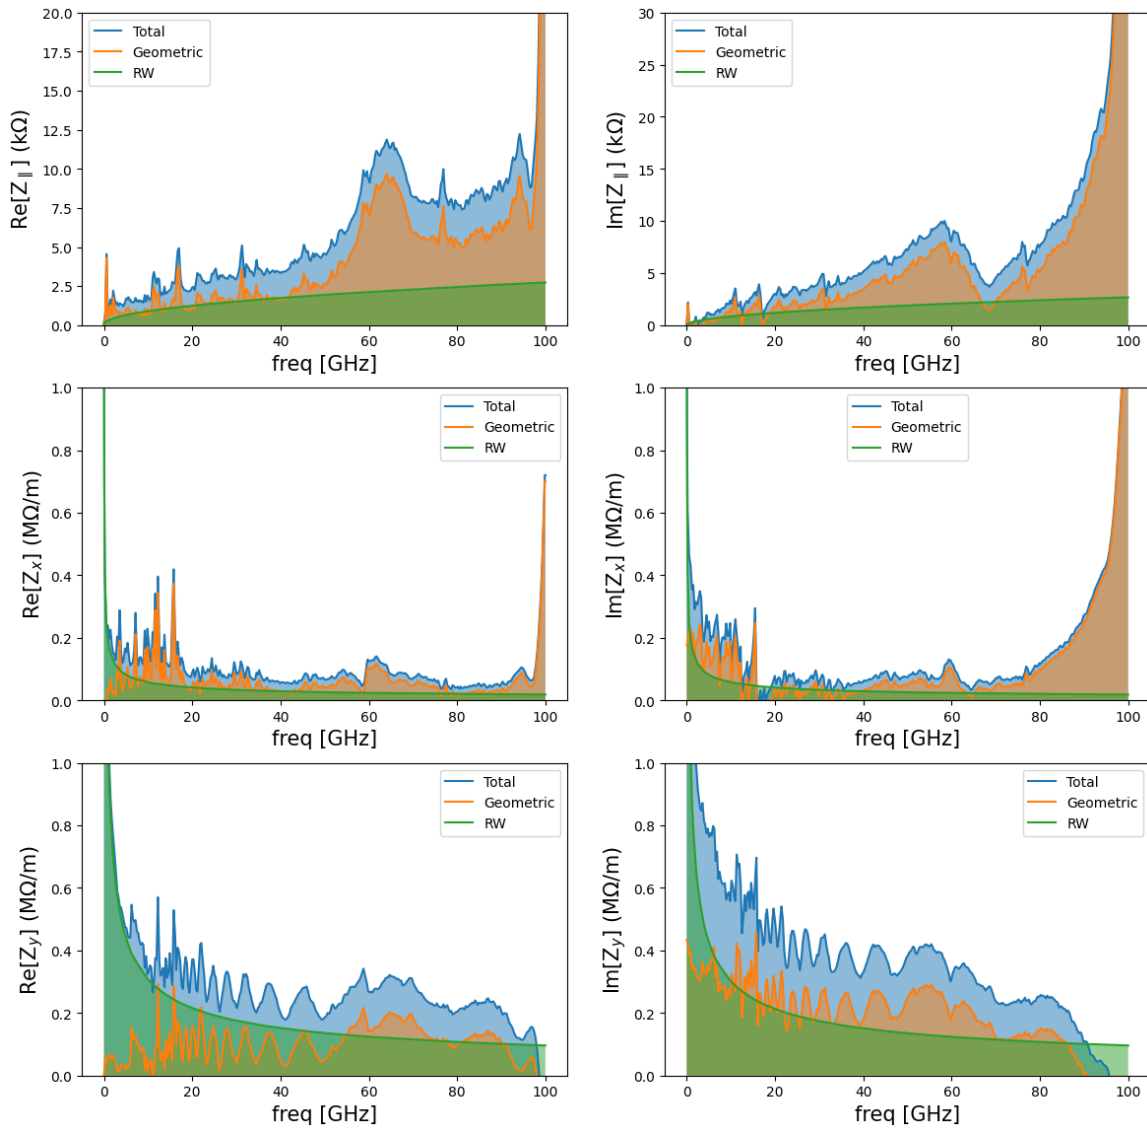 20.0
17.5
15.0
12.5
10.0
7.5
5.0
2.5
0.0
Re[Z∥] (kΩ)
Total
Geometric
RW
0 20 40 60 80 100
freq [GHz]
30
25
20
15
10
5
0
Im[Z∥] (kΩ)
Total
Geometric
RW
0 20 40 60 80 100
freq [GHz]
1.0
0.8
0.6
0.4
0.2
0.0
Re[Zx] (MΩ/m)
Total
Geometric
RW
0 20 40 60 80 100
freq [GHz]
1.0
0.8
0.6
0.4
0.2
0.0
Im[Zx] (MΩ/m)
Total
Geometric
RW
0 20 40 60 80 100
freq [GHz]
1.0
0.8
0.6
0.4
0.2
0.0
Re[Zy] (MΩ/m)
Total
Geometric
RW
0 20 40 60 80 100
freq [GHz]
1.0
0.8
0.6
0.4
0.2
0.0
Im[Zy] (MΩ/m)
Total
Geometric
RW
0 20 40 60 80 100
freq [GHz]